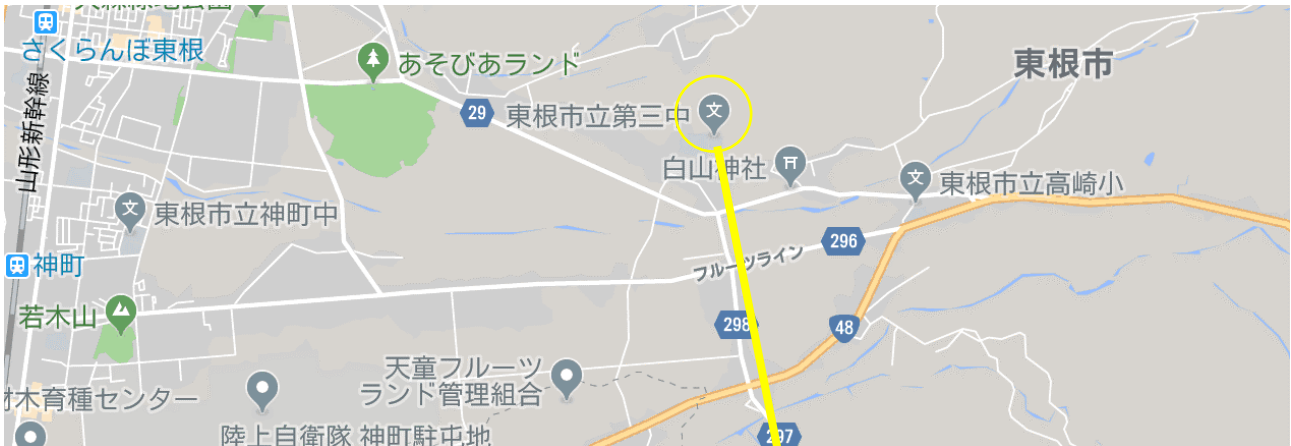 さくらんぼ東根
あそびあランド
東根市
山形新幹線
29
東根市立第三中
文
白山神社
文
東根市立高崎小
文
東根市立神町中
296
フルーツライン
神町
若木山
298
48
天童フルーツ
ランド管理組合
木育種センター
陸上自衛隊 神町駐屯地
297